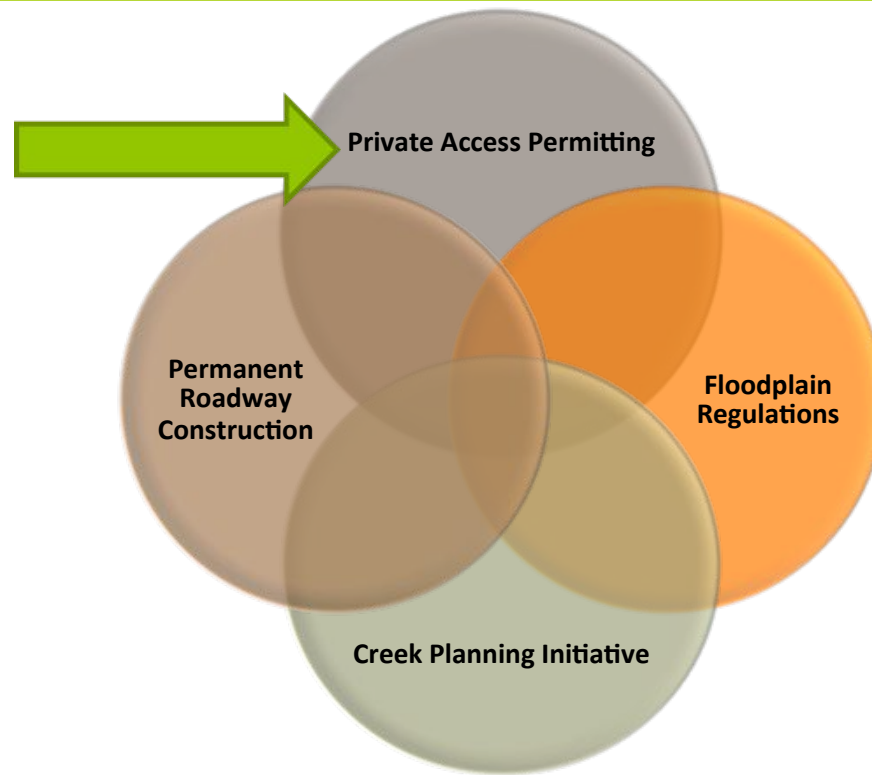 Private Access Permitting
Permanent
Roadway
Construction
Floodplain
Regulations
Creek Planning Initiative